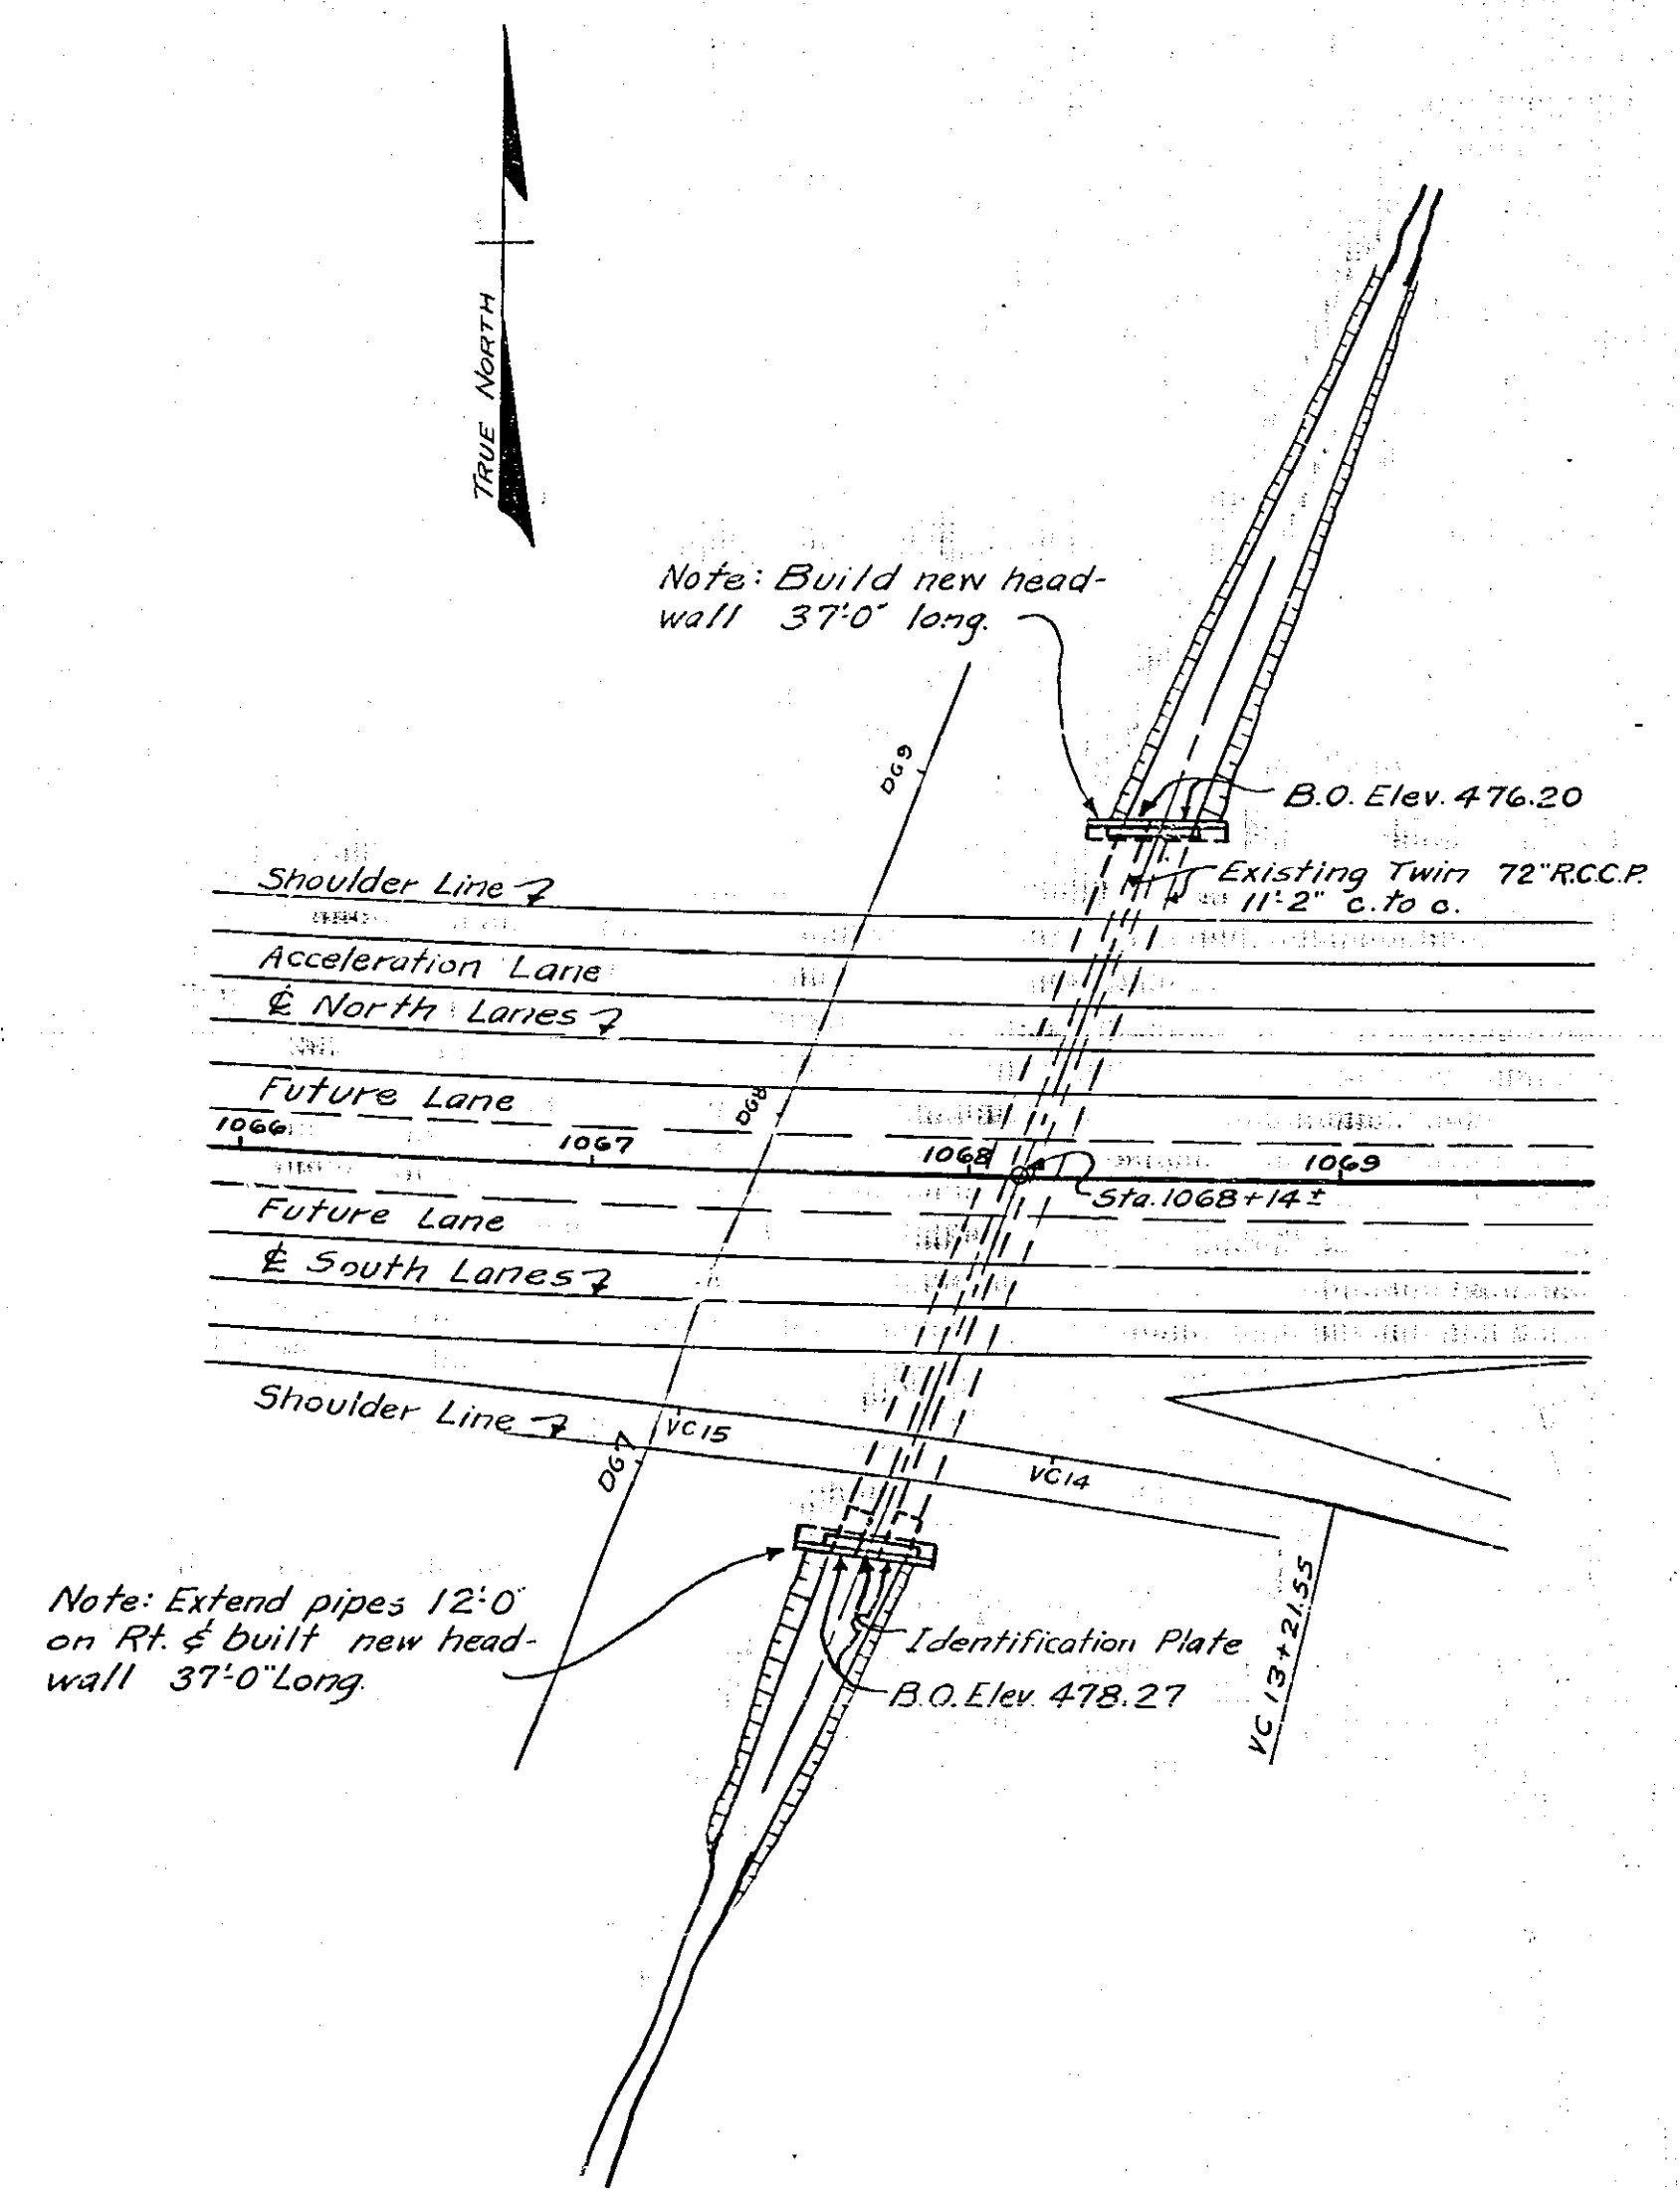 TRUE NORTH
Note: Build new head-
wall 37'-0" long.
DG9
B.O. Elev. 476.20
Existing Twin 72" R.C.C.P.
11'-2" c. to c.
Shoulder Line
Acceleration Lane
℄ North Lanes
Future Lane
DG8
1066
1067
1068
1069
Sta. 1068+14±
Future Lane
℄ South Lanes
Shoulder Line
VC15
VC14
DG7
Note: Extend pipes 12'-0"
on Rt. & built new head-
wall 37'-0" Long.
Identification Plate
B.O. Elev. 478.27
VC 13+21.55